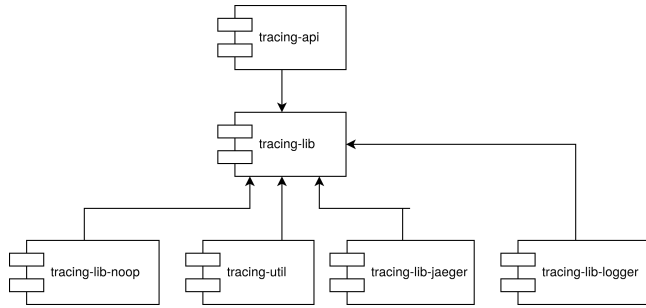 tracing-api
tracing-lib
tracing-lib-noop
tracing-util
tracing-lib-jaeger
tracing-lib-logger